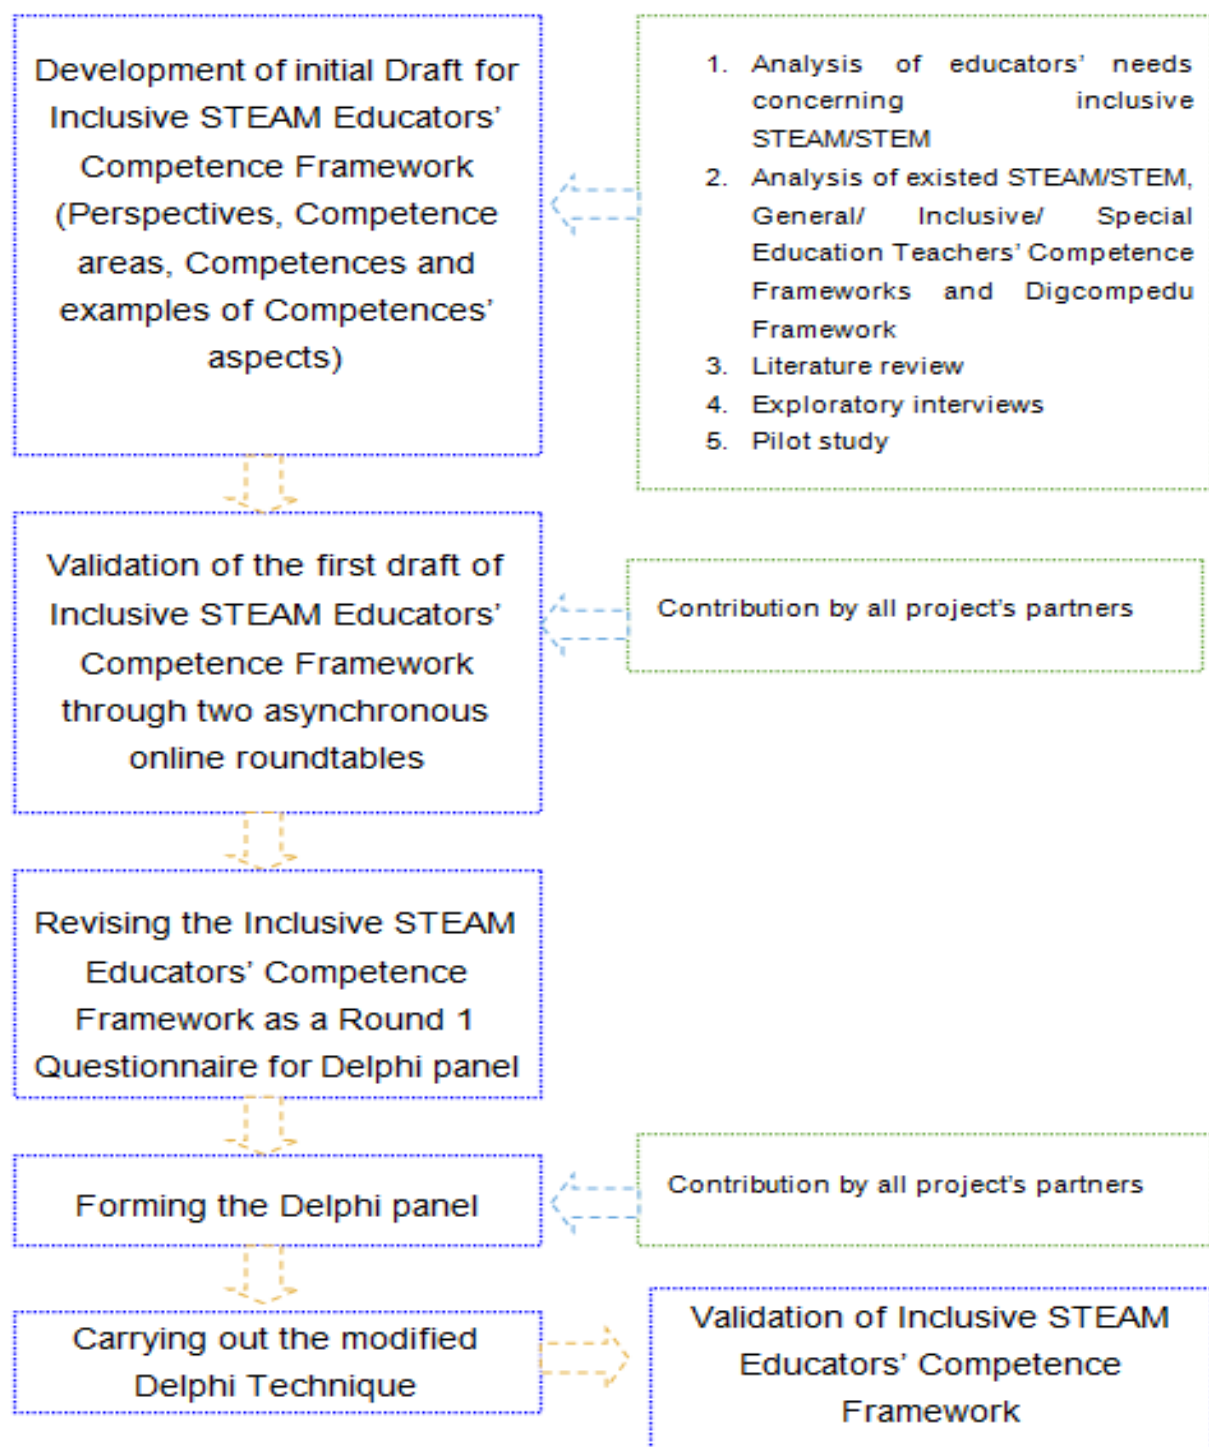 Development of initial Draft for
Inclusive STEAM Educators’
Competence Framework
(Perspectives, Competence
areas, Competences and
examples of Competences’
aspects)
1. Analysis of educators’ needs
concerning inclusive
STEAM/STEM
2. Analysis of existed STEAM/STEM,
General/ Inclusive/ Special
Education Teachers’ Competence
Frameworks and Digcompedu
Framework
3. Literature review
4. Exploratory interviews
5. Pilot study
Validation of the first draft of
Inclusive STEAM Educators’
Competence Framework
through two asynchronous
online roundtables
Contribution by all project’s partners
Revising the Inclusive STEAM
Educators’ Competence
Framework as a Round 1
Questionnaire for Delphi panel
Forming the Delphi panel
Contribution by all project’s partners
Carrying out the modified
Delphi Technique
Validation of Inclusive STEAM
Educators’ Competence
Framework